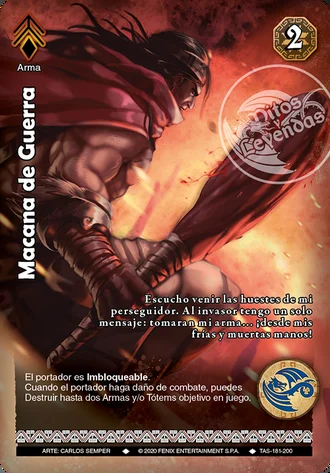 Arma
2
Mitos
y
Leyendas
Macana de Guerra
Escucho venir las huestes de mi
perseguidor. Al invasor tengo un solo
mensaje: tomaran mi arma... ¡desde mis
frías y muertas manos!
El portador es Imbloqueable.
Cuando el portador haga daño de combate, puedes
Destruir hasta dos Armas y/o Tótems objetivo en juego.
ARTE: CARLOS SEMPER ◆ © 2020 FENIX ENTERTAINMENT S.P.A. ◆ TAS-181-200